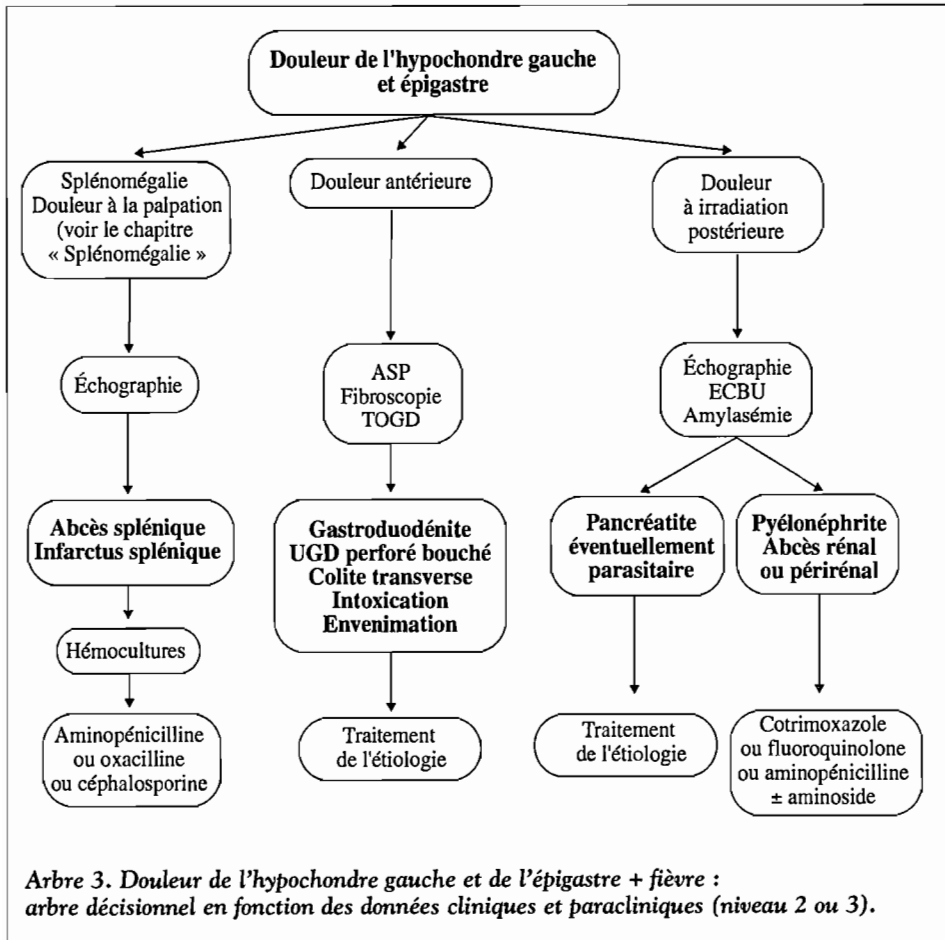 Douleur de l'hypochondre gauche
et épigastre
Splénomégalie
Douleur à la palpation
(voir le chapitre
« Splénomégalie »
Douleur antérieure
Douleur
à irradiation
postérieure
Échographie
ASP
Fibroscopie
TOGD
Échographie
ECBU
Amylasémie
Abcès splénique
Infarctus splénique
Gastroduodénite
UGD perforé bouché
Colite transverse
Intoxication
Envenimation
Pancréatite
éventuellement
parasitaire
Pyélonéphrite
Abcès rénal
ou périrénal
Hémocultures
Aminopénicilline
ou oxacilline
ou céphalosporine
Traitement
de l'étiologie
Traitement
de l'étiologie
Cotrimoxazole
ou fluoroquinolone
ou aminopénicilline
± aminoside
Arbre 3. Douleur de l'hypochondre gauche et de l'épigastre + fièvre :
arbre décisionnel en fonction des données cliniques et paracliniques (niveau 2 ou 3).